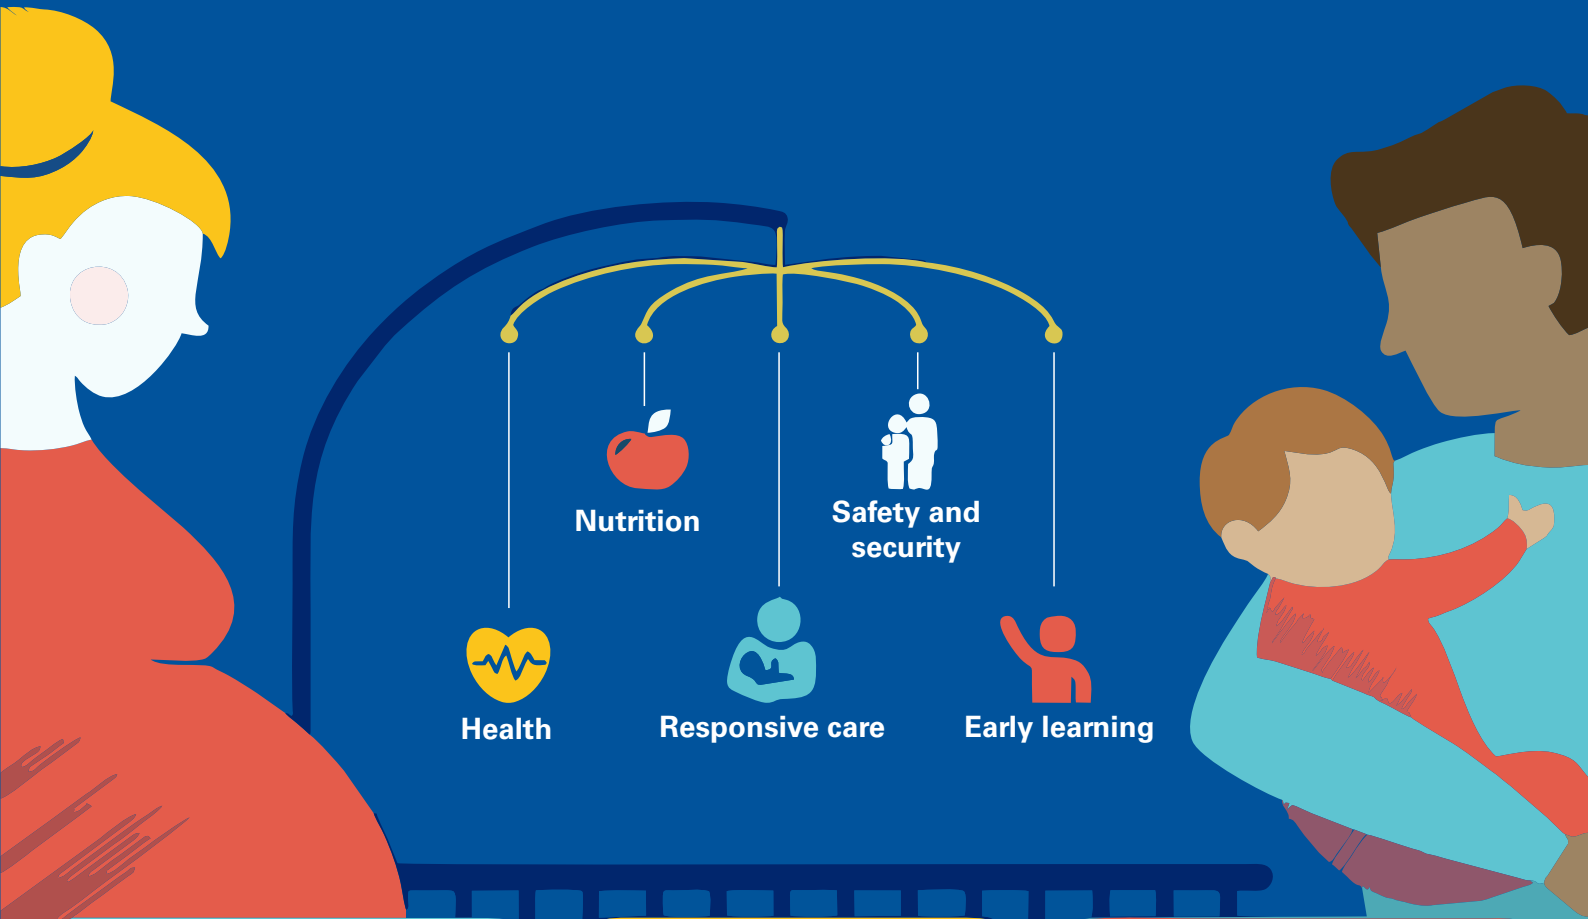 Nutrition
Safety and
security
Health
Responsive care
Early learning